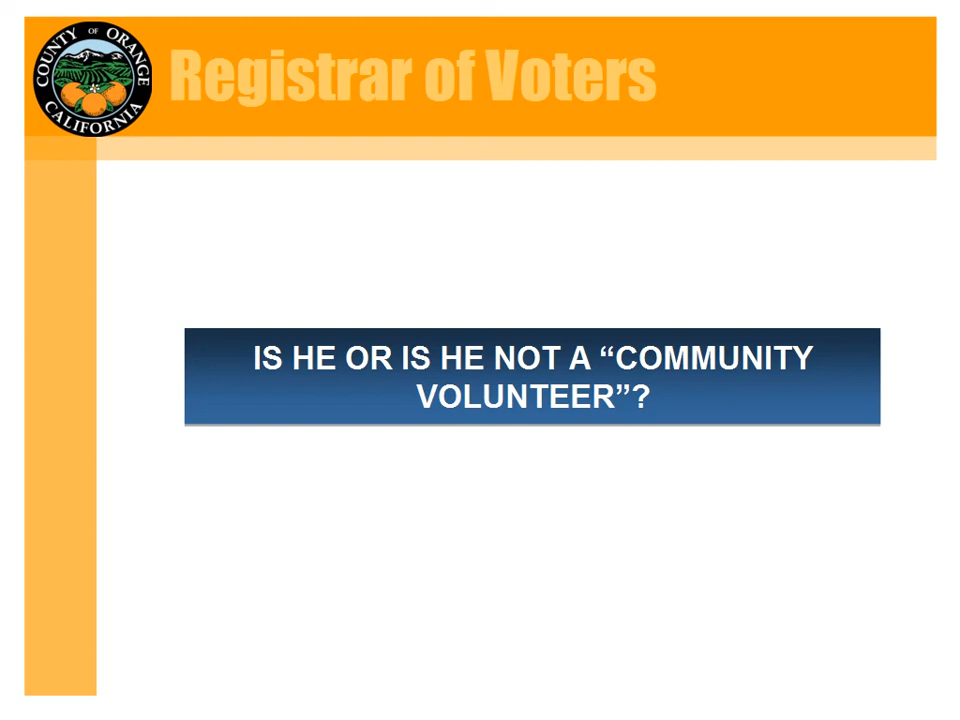 COUNTY OF ORANGE
CALIFORNIA
Registrar of Voters
IS HE OR IS HE NOT A “COMMUNITY
VOLUNTEER”?